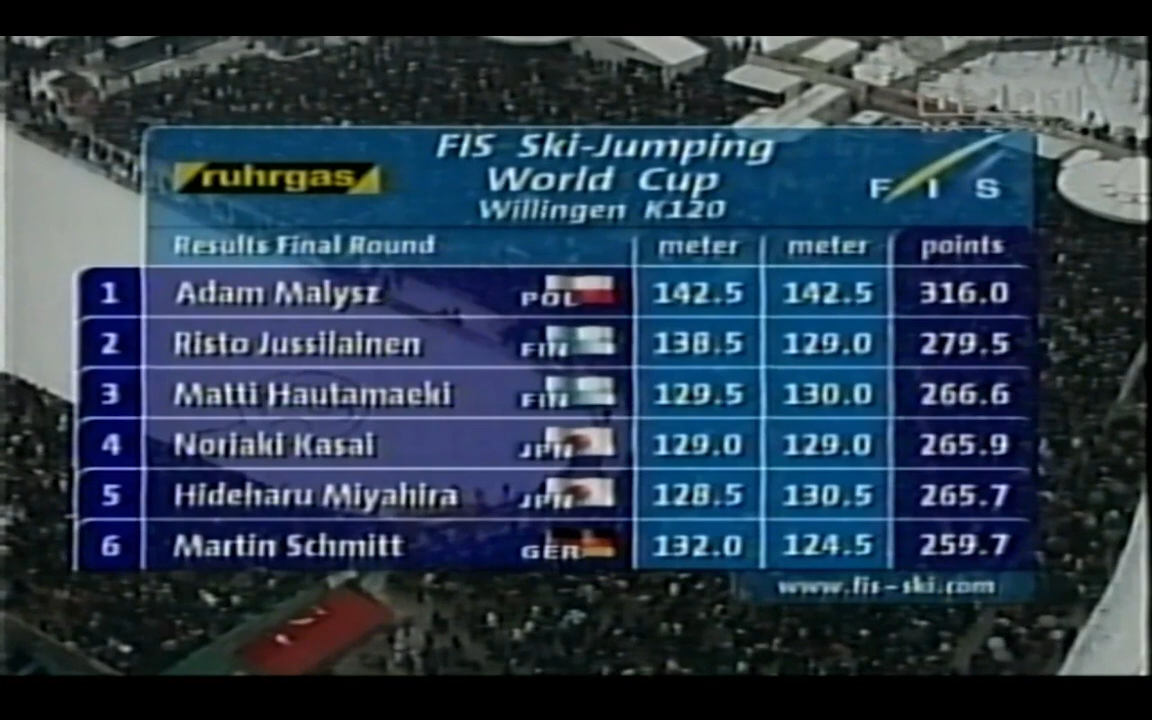 FIS Ski-Jumping
World Cup
Willingen K120
ruhrgas
FIS
Results Final Round meter meter points
1 Adam Malysz POL 142.5 142.5 316.0
2 Risto Jussilainen FIN 138.5 129.0 279.5
3 Matti Hautamaeki FIN 129.5 130.0 266.6
4 Noriaki Kasai JPN 129.0 129.0 265.9
5 Hideharu Miyahira JPN 128.5 130.5 265.7
6 Martin Schmitt GER 132.0 124.5 259.7
www.fis-ski.com